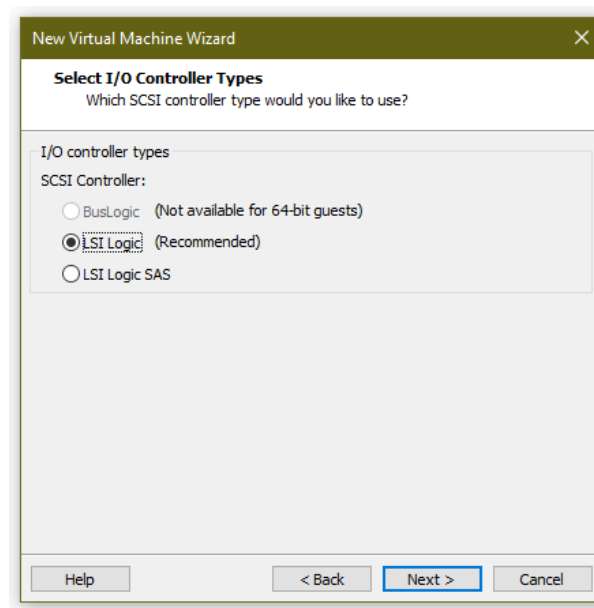 New Virtual Machine Wizard
Select I/O Controller Types
Which SCSI controller type would you like to use?
I/O controller types
SCSI Controller:
BusLogic (Not available for 64-bit guests)
LSI Logic (Recommended)
LSI Logic SAS
Help < Back Next > Cancel